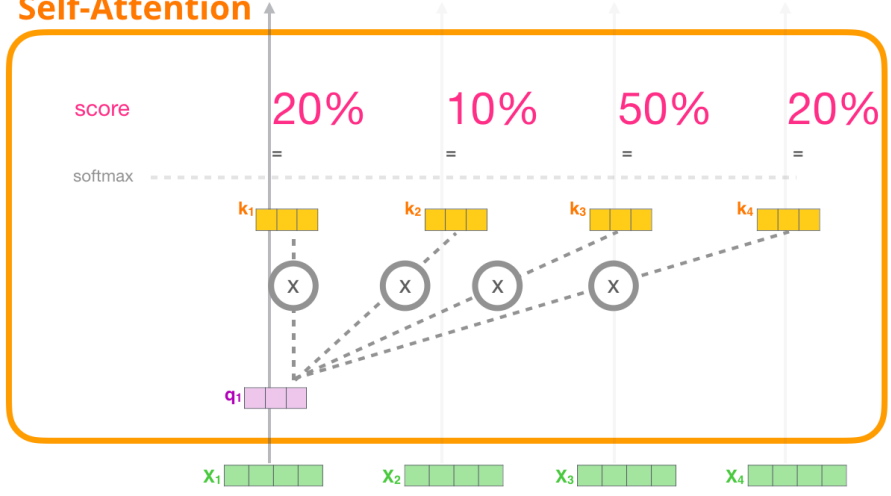 Self-Attention
score 20% 10% 50% 20%
= = = =
softmax
k1 k2 k3 k4
x x x x
q1
X1 X2 X3 X4